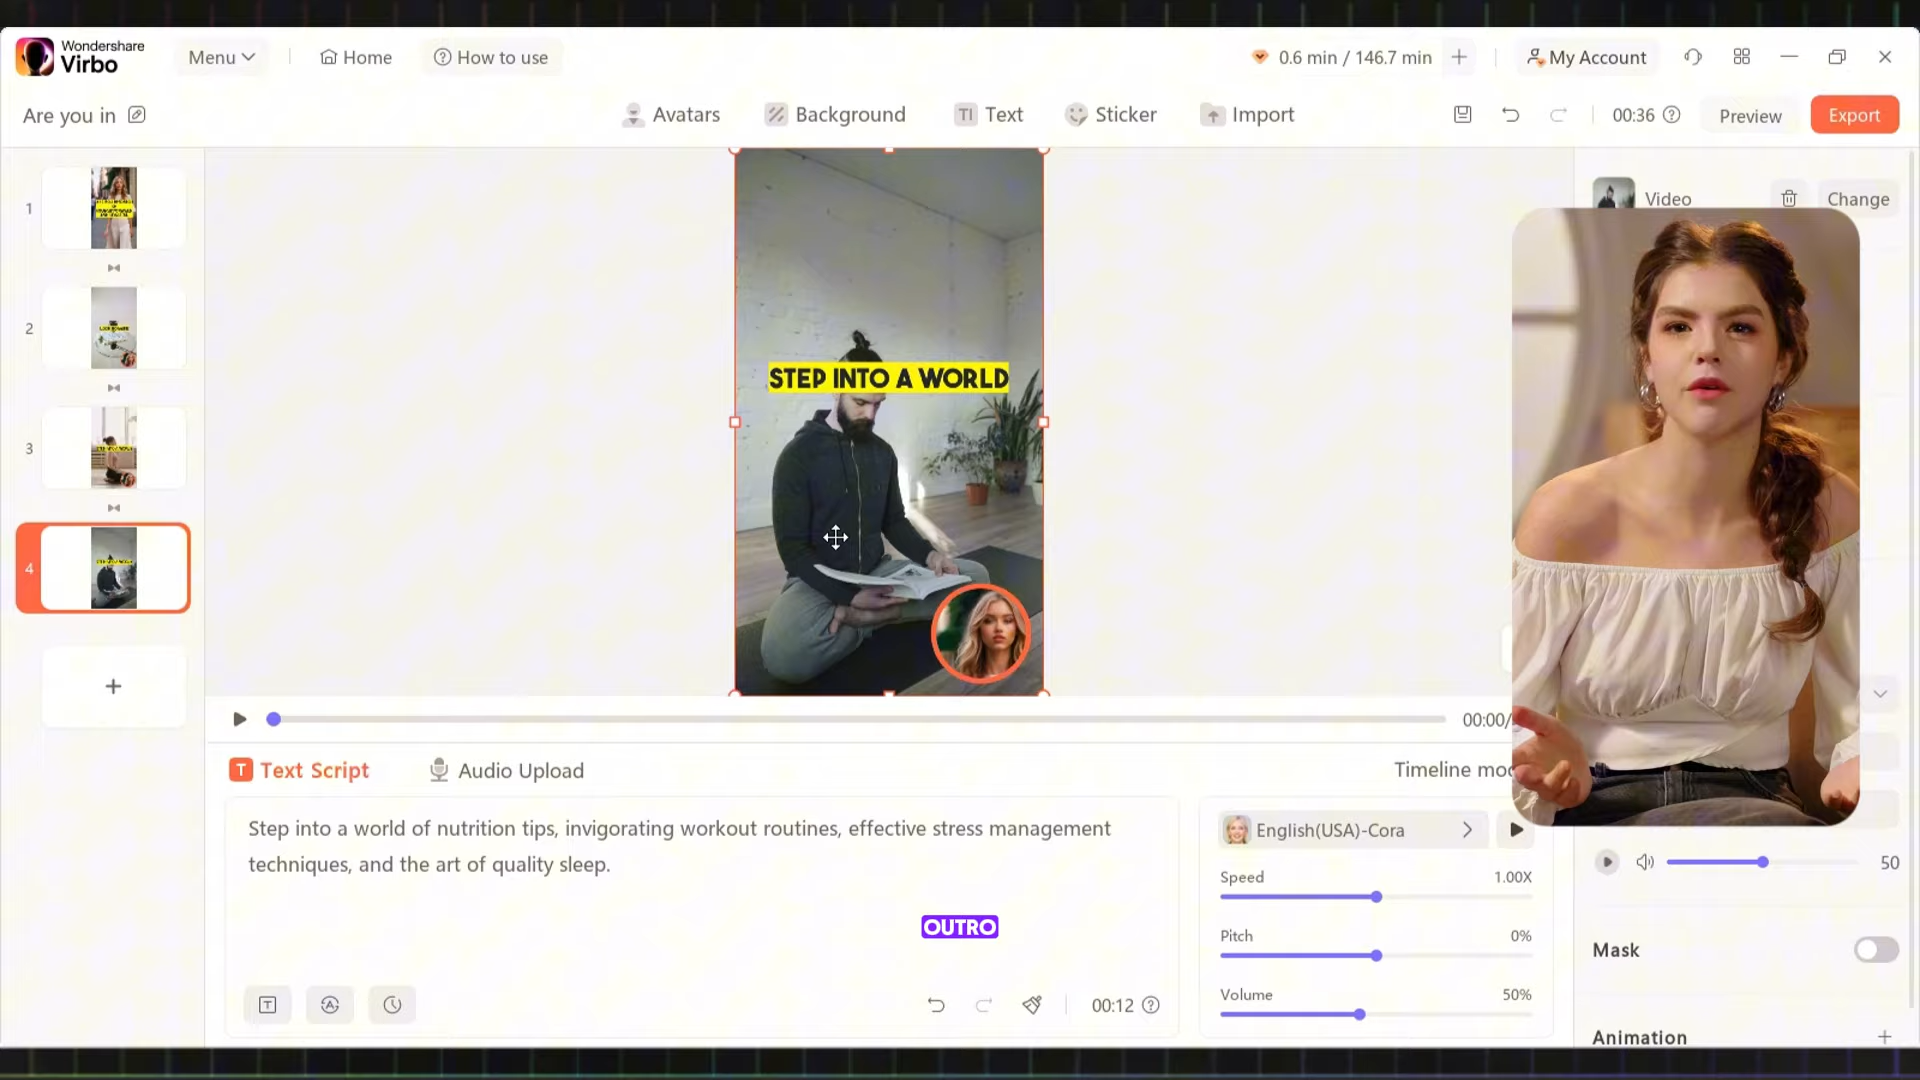 Wondershare
Virbo
Menu
Home
How to use
0.6 min / 146.7 min
My Account
Are you in
Avatars
Background
Text
Sticker
Import
00:36
Preview
Export
1
2
3
4
STEP INTO A WORLD
Video
Change
00:00/
Text Script
Audio Upload
Timeline mo
Step into a world of nutrition tips, invigorating workout routines, effective stress management
techniques, and the art of quality sleep.
OUTRO
00:12
English(USA)-Cora
Speed
1.00X
Pitch
0%
Volume
50%
50
Mask
Animation